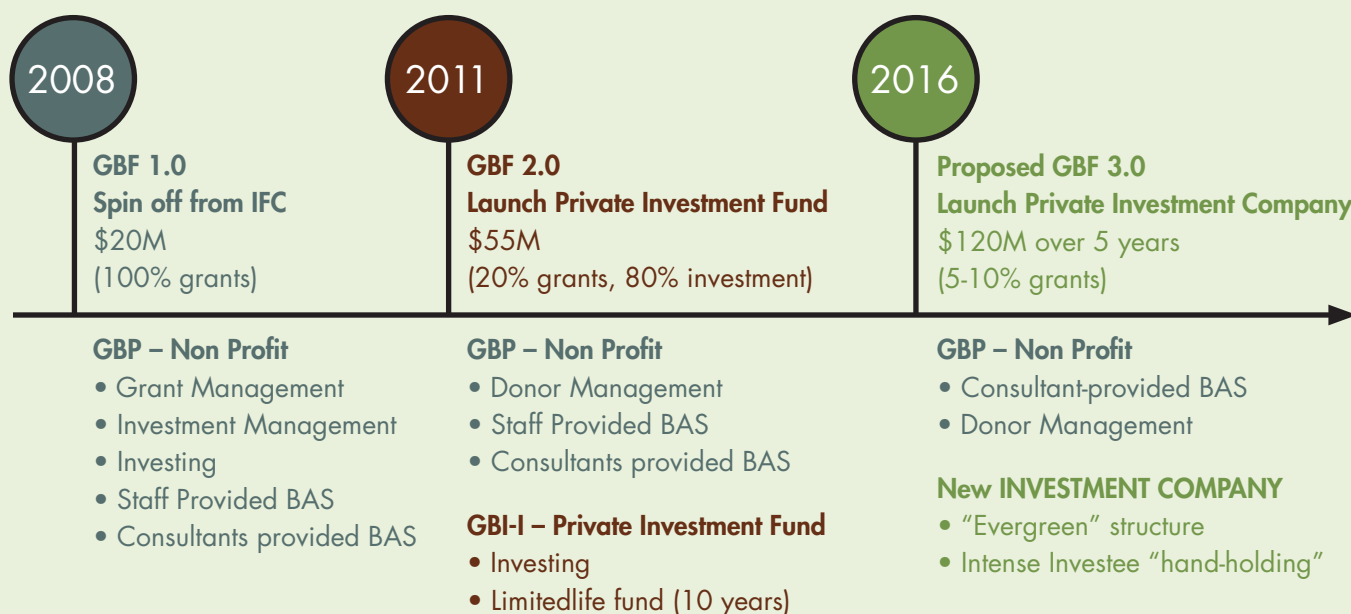 2008
GBF 1.0
Spin off from IFC
$20M
(100% grants)
GBP – Non Profit
• Grant Management
• Investment Management
• Investing
• Staff Provided BAS
• Consultants provided BAS
2011
GBF 2.0
Launch Private Investment Fund
$55M
(20% grants, 80% investment)
GBP – Non Profit
• Donor Management
• Staff Provided BAS
• Consultants provided BAS
GBI-I – Private Investment Fund
• Investing
• Limitedlife fund (10 years)
2016
Proposed GBF 3.0
Launch Private Investment Company
$120M over 5 years
(5-10% grants)
GBP – Non Profit
• Consultant-provided BAS
• Donor Management
New INVESTMENT COMPANY
• “Evergreen” structure
• Intense Investee “hand-holding”